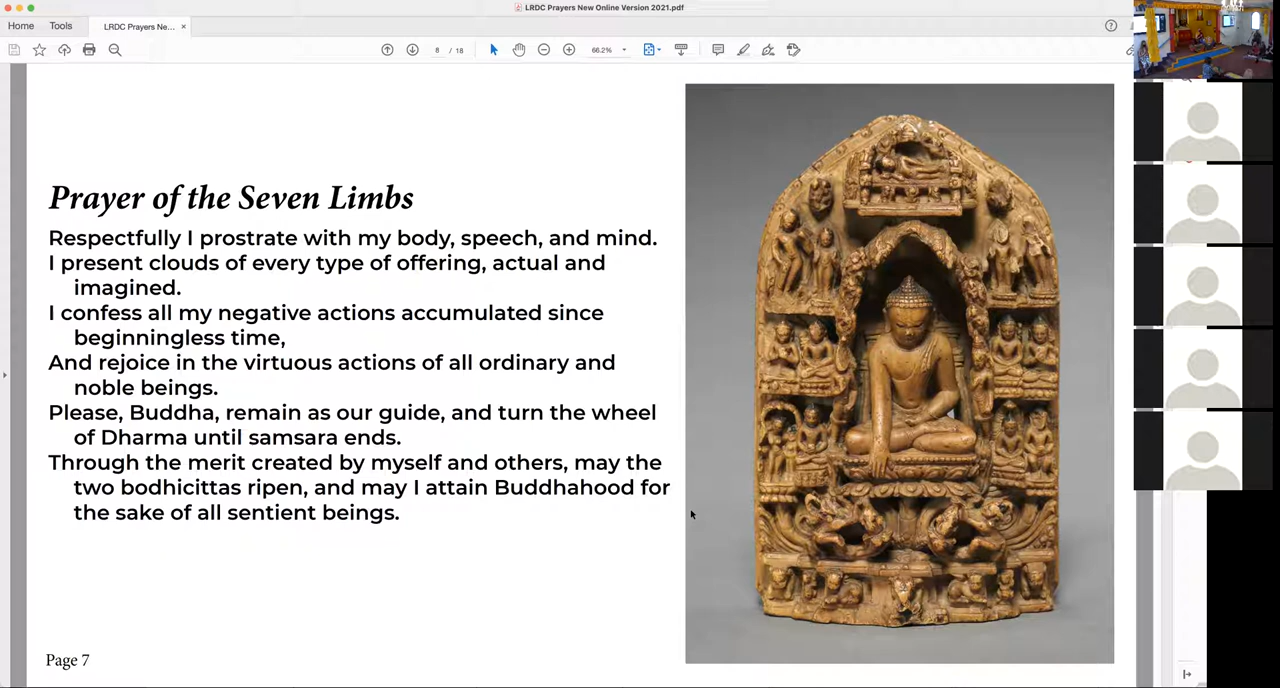 LRDC Prayers New Online Version 2021.pdf
Home
Tools
LRDC Prayers Ne...
8 / 18
66.2%
Prayer of the Seven Limbs
Respectfully I prostrate with my body, speech, and mind.
I present clouds of every type of offering, actual and
imagined.
I confess all my negative actions accumulated since
beginningless time,
And rejoice in the virtuous actions of all ordinary and
noble beings.
Please, Buddha, remain as our guide, and turn the wheel
of Dharma until samsara ends.
Through the merit created by myself and others, may the
two bodhicittas ripen, and may I attain Buddhahood for
the sake of all sentient beings.
Page 7